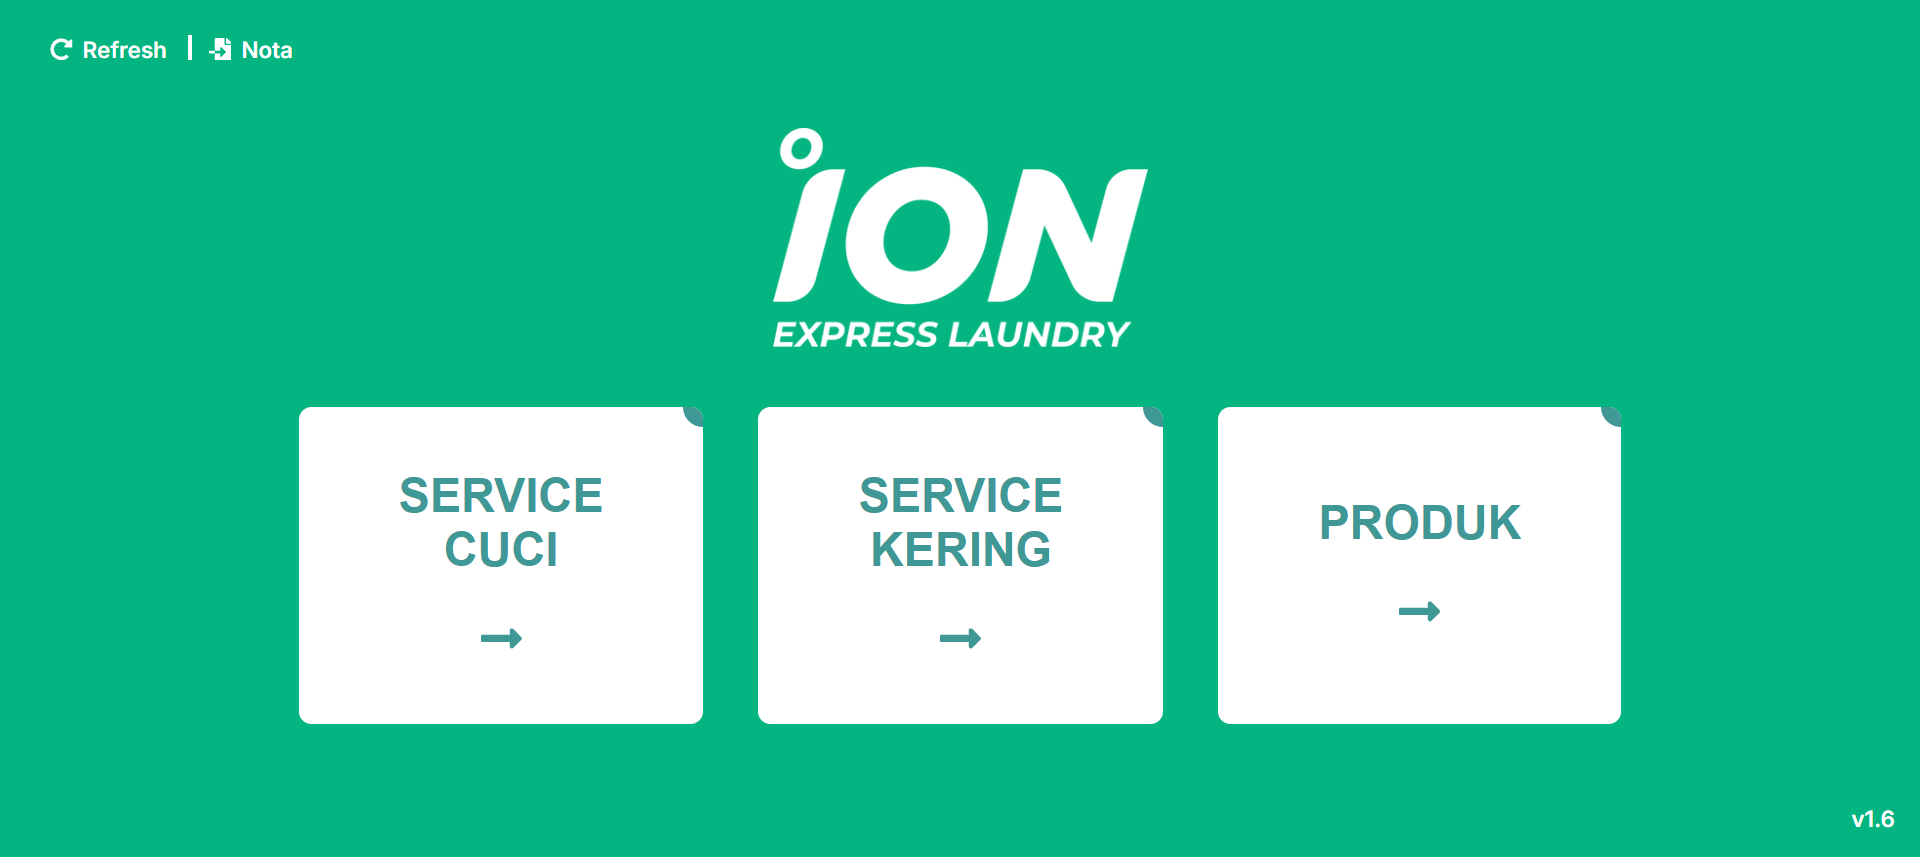 Refresh | Nota
iON
EXPRESS LAUNDRY
SERVICE
CUCI
SERVICE
KERING
PRODUK
v1.6